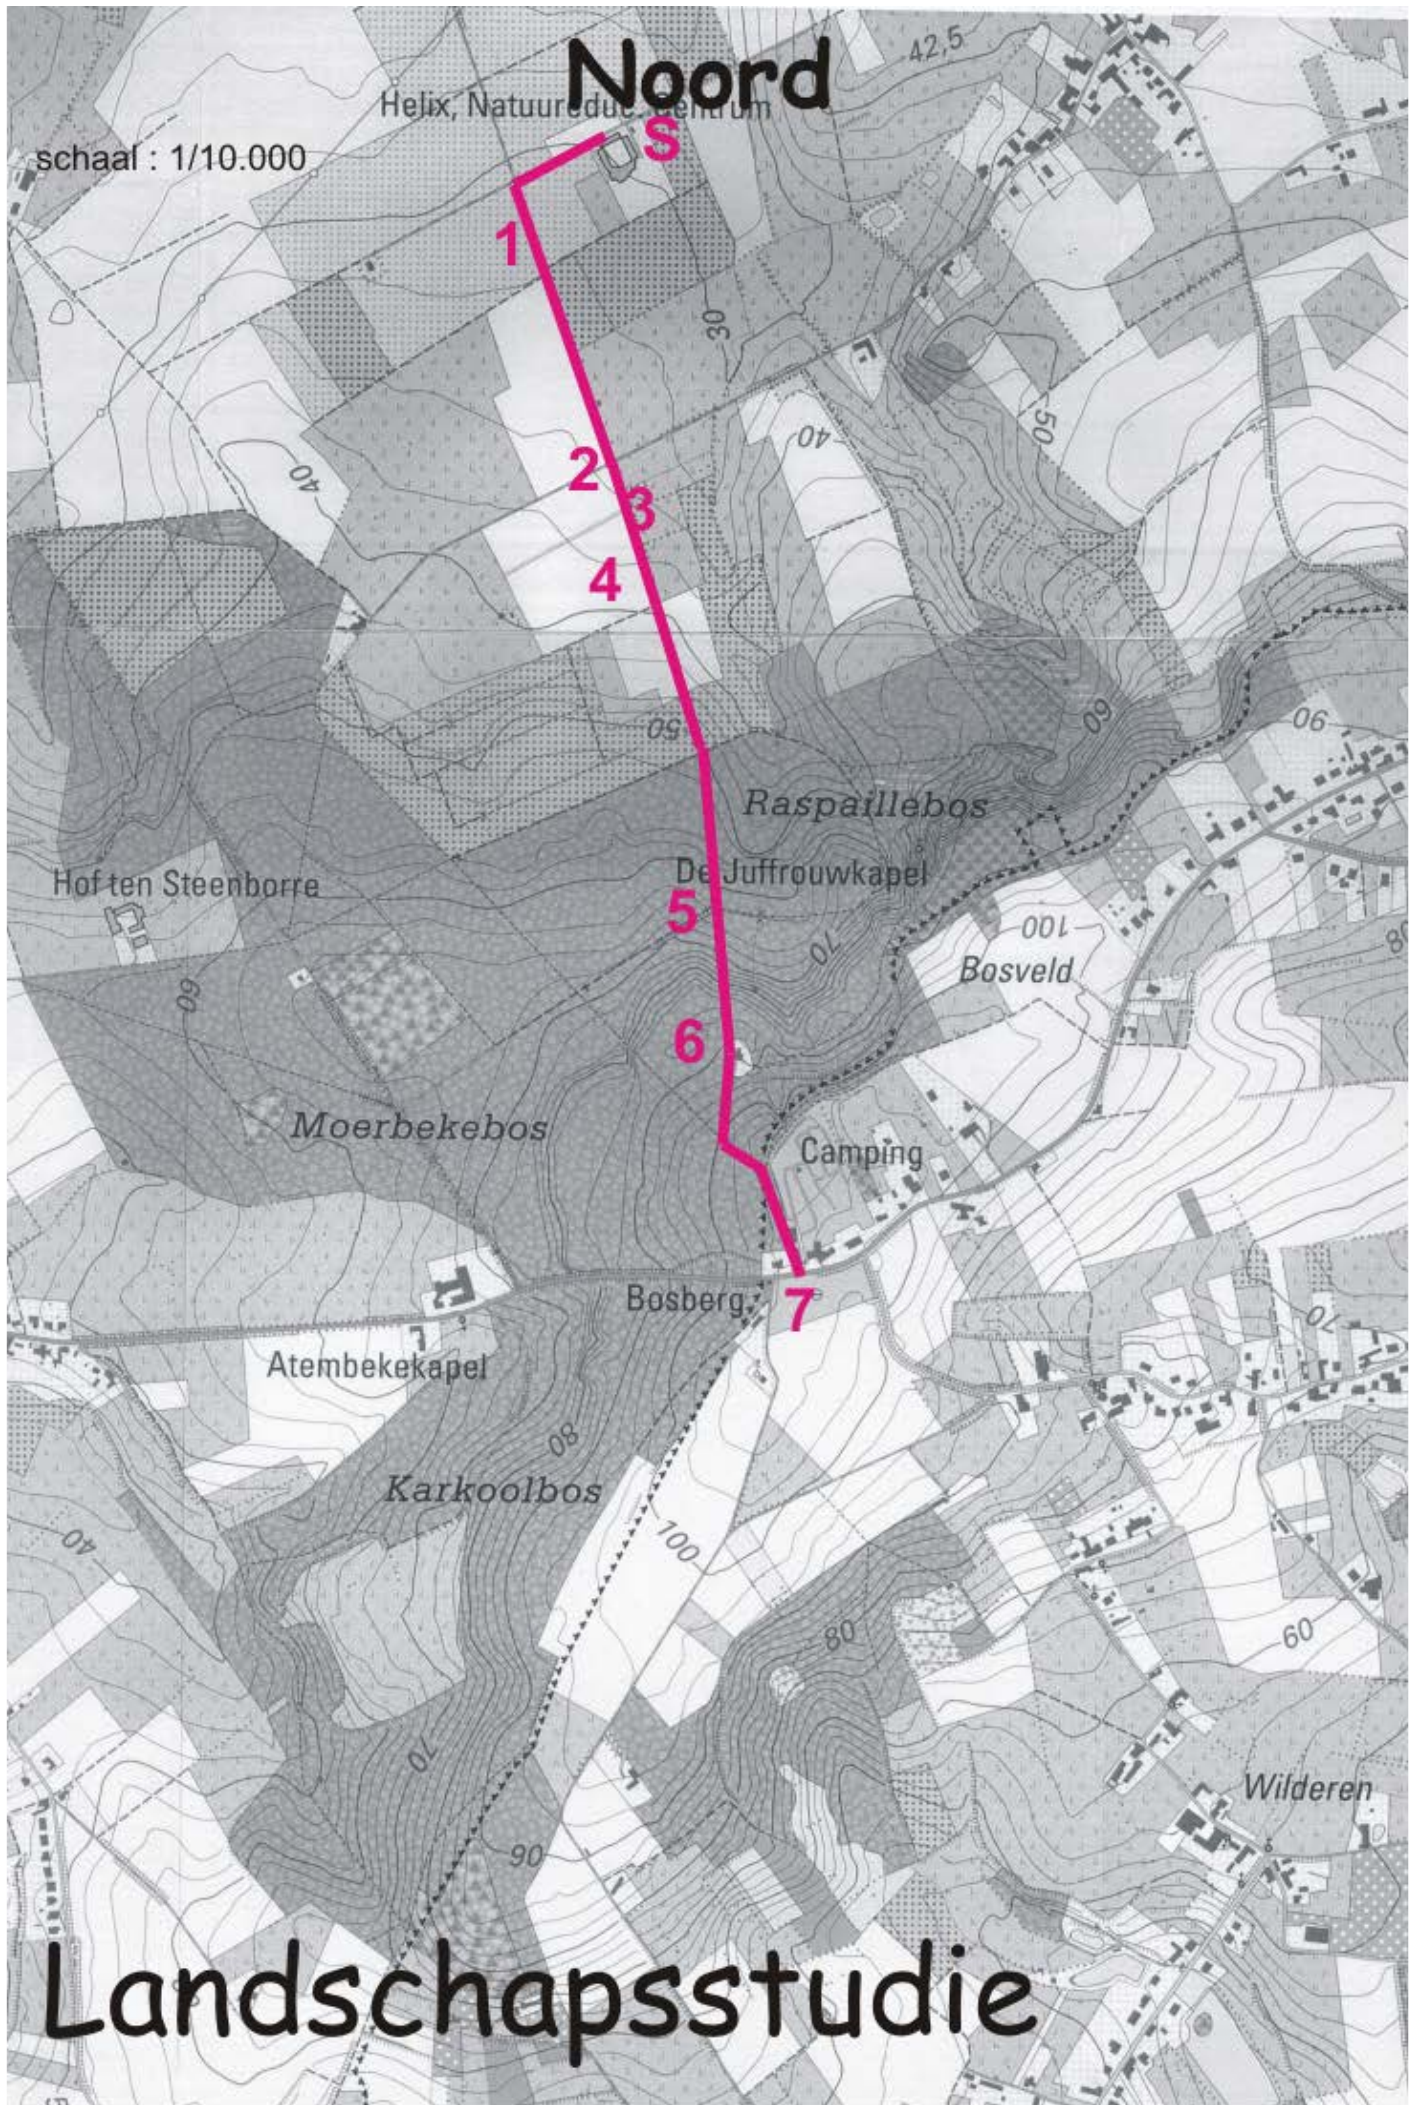 Noord
Helix, Natuureduc. Centrum
S
schaal : 1/10.000
42,5
1
30
40
50
2
40
3
4
50
60
90
Raspaillebos
De Juffrouwkapel
Hof ten Steenborre
5
100
80
70
Bosveld
60
6
Moerbekebos
Camping
Bosberg
7
70
Atembekekapel
80
Karkoolbos
40
100
80
60
70
Wilderen
90
Landschapsstudie